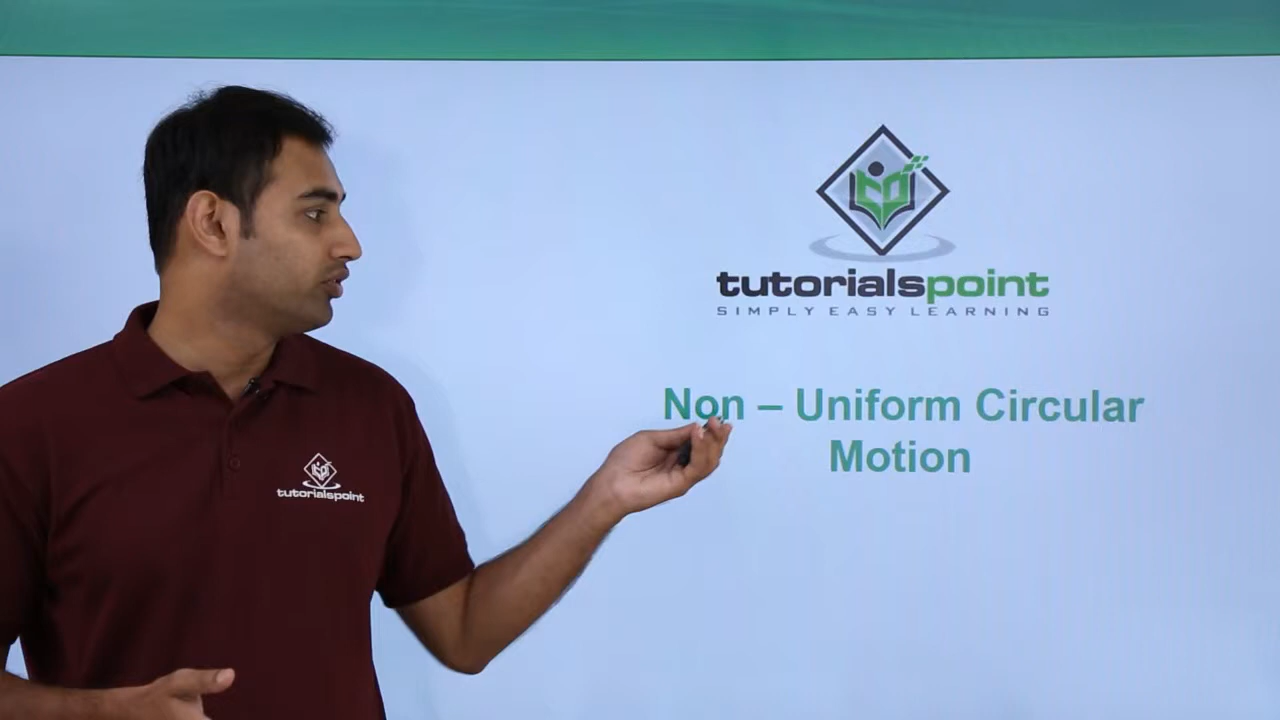 tutorialspoint
SIMPLY EASY LEARNING
Non – Uniform Circular
Motion
tutorialspoint